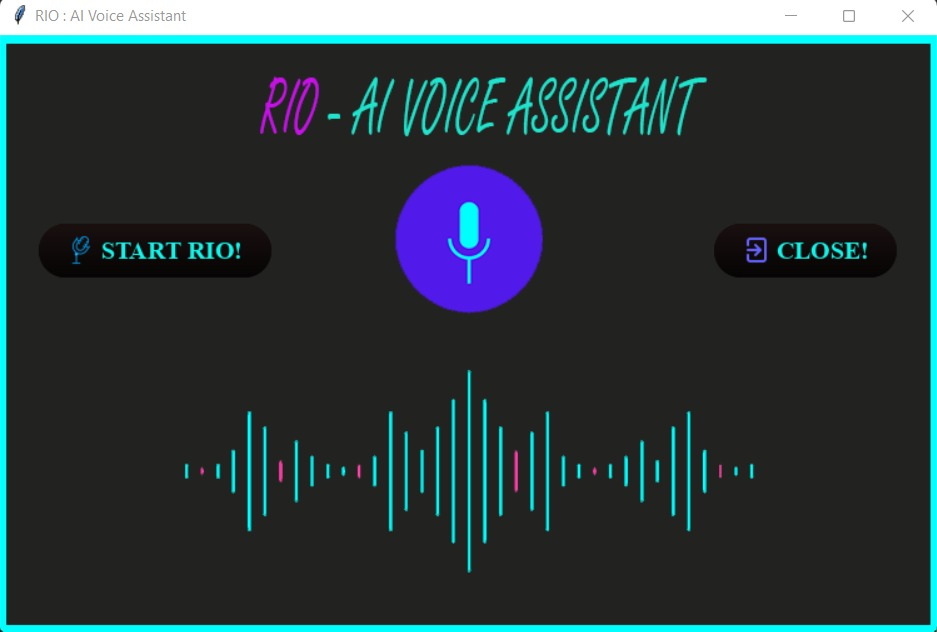 RIO : AI Voice Assistant
RIO - AI VOICE ASSISTANT
START RIO!
CLOSE!